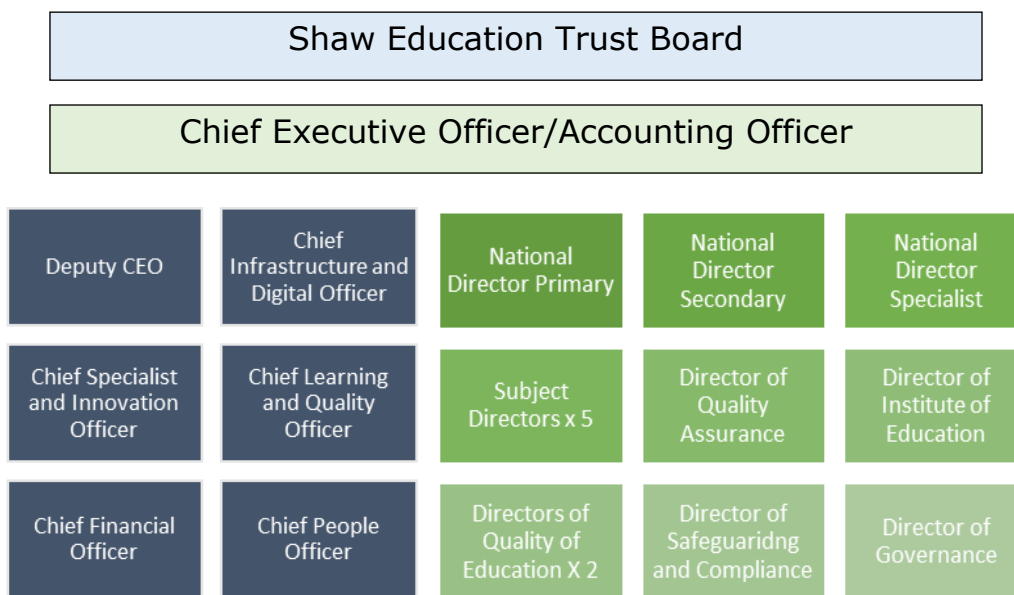 Shaw Education Trust Board
Chief Executive Officer/Accounting Officer
Deputy CEO
Chief
Infrastructure and
Digital Officer
National
Director Primary
National
Director
Secondary
National
Director
Specialist
Chief Specialist
and Innovation
Officer
Chief Learning
and Quality
Officer
Subject
Directors x 5
Director of
Quality
Assurance
Director of
Institute of
Education
Chief Financial
Officer
Chief People
Officer
Directors of
Quality of
Education X 2
Director of
Safeguaridng
and Compliance
Director of
Governance